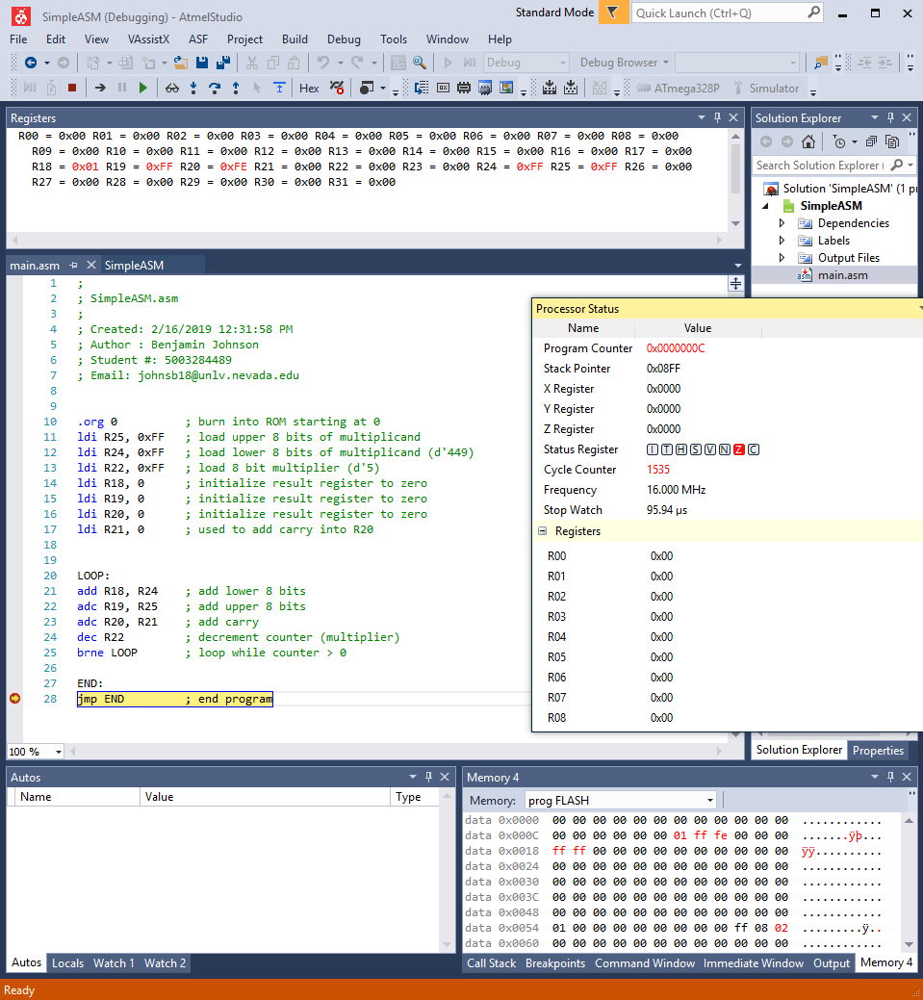 SimpleASM (Debugging) - AtmelStudio
Standard Mode
Quick Launch (Ctrl+Q)
File Edit View VAssistX ASF Project Build Debug Tools Window Help
Debug Debug Browser
Hex ATmega328P Simulator
Registers
R00 = 0x00 R01 = 0x00 R02 = 0x00 R03 = 0x00 R04 = 0x00 R05 = 0x00 R06 = 0x00 R07 = 0x00 R08 = 0x00
R09 = 0x00 R10 = 0x00 R11 = 0x00 R12 = 0x00 R13 = 0x00 R14 = 0x00 R15 = 0x00 R16 = 0x00 R17 = 0x00
R18 = 0x01 R19 = 0xFF R20 = 0xFE R21 = 0x00 R22 = 0x00 R23 = 0x00 R24 = 0xFF R25 = 0xFF R26 = 0x00
R27 = 0x00 R28 = 0x00 R29 = 0x00 R30 = 0x00 R31 = 0x00
Solution Explorer
Search Solution Explorer (
Solution 'SimpleASM' (1 pr
SimpleASM
Dependencies
Labels
Output Files
main.asm
main.asm SimpleASM
1 ;
2 ; SimpleASM.asm
3 ;
4 ; Created: 2/16/2019 12:31:58 PM
5 ; Author : Benjamin Johnson
6 ; Student #: 5003284489
7 ; Email: johnsb18@unlv.nevada.edu
8
9
10 .org 0 ; burn into ROM starting at 0
11 ldi R25, 0xFF ; load upper 8 bits of multiplicand
12 ldi R24, 0xFF ; load lower 8 bits of multiplicand (d'449)
13 ldi R22, 0xFF ; load 8 bit multiplier (d'5)
14 ldi R18, 0 ; initialize result register to zero
15 ldi R19, 0 ; initialize result register to zero
16 ldi R20, 0 ; initialize result register to zero
17 ldi R21, 0 ; used to add carry into R20
18
19
20 LOOP:
21 add R18, R24 ; add lower 8 bits
22 adc R19, R25 ; add upper 8 bits
23 adc R20, R21 ; add carry
24 dec R22 ; decrement counter (multiplier)
25 brne LOOP ; loop while counter > 0
26
27 END:
28 jmp END ; end program
100 %
Processor Status
Name Value
Program Counter 0x0000000C
Stack Pointer 0x08FF
X Register 0x0000
Y Register 0x0000
Z Register 0x0000
Status Register I T H S V N Z C
Cycle Counter 1535
Frequency 16.000 MHz
Stop Watch 95.94 µs
Registers
R00 0x00
R01 0x00
R02 0x00
R03 0x00
R04 0x00
R05 0x00
R06 0x00
R07 0x00
R08 0x00
Solution Explorer Properties
Autos
Name Value Type
Autos Locals Watch 1 Watch 2
Memory 4
Memory: prog FLASH
data 0x0000 00 00 00 00 00 00 00 00 00 00 00 00 ............
data 0x000C 00 00 00 00 00 00 01 ff fe 00 00 00 .......ÿþ...
data 0x0018 ff ff 00 00 00 00 00 00 00 00 00 00 ÿÿ..........
data 0x0024 00 00 00 00 00 00 00 00 00 00 00 00 ............
data 0x0030 00 00 00 00 00 00 00 00 00 00 00 00 ............
data 0x003C 00 00 00 00 00 00 00 00 00 00 00 00 ............
data 0x0048 00 00 00 00 00 00 00 00 00 00 00 00 ............
data 0x0054 01 00 00 00 00 00 00 00 00 ff 08 02 .........ÿ..
data 0x0060 00 00 00 00 00 00 00 00 00 00 00 00 ............
Call Stack Breakpoints Command Window Immediate Window Output Memory 4
Ready